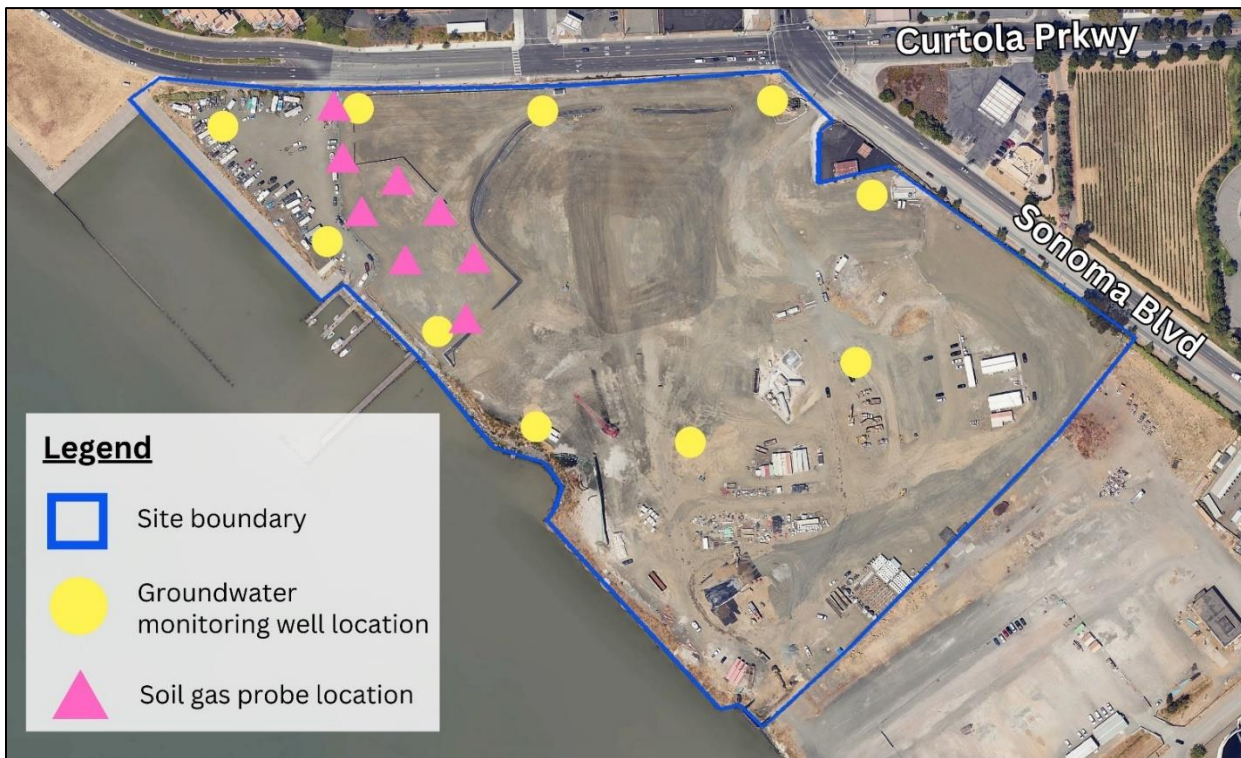 Curtola Prkwy
Sonoma Blvd
Legend
Site boundary
Groundwater
monitoring well location
Soil gas probe location